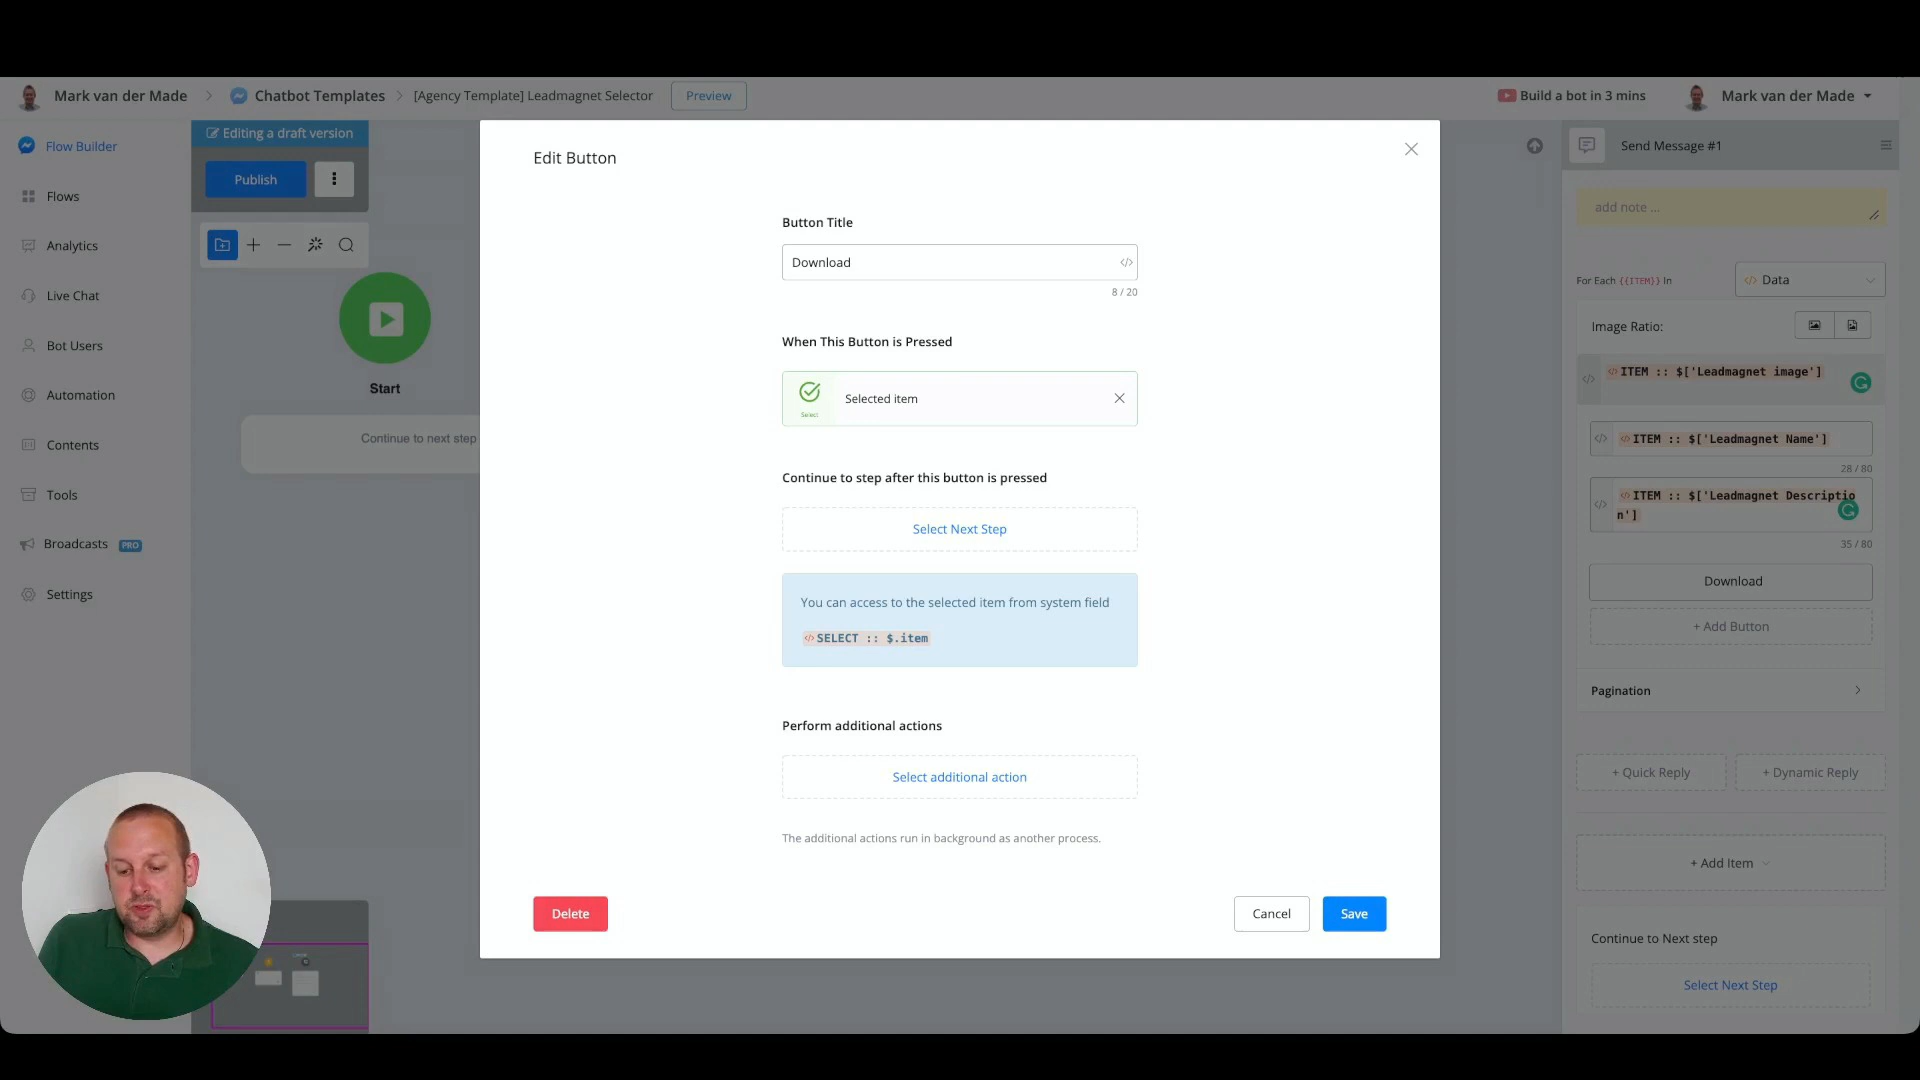 Mark van der Made
Chatbot Templates
[Agency Template] Leadmagnet Selector
Preview
Build a bot in 3 mins
Mark van der Made
Flow Builder
Flows
Analytics
Live Chat
Bot Users
Automation
Contents
Tools
Broadcasts PRO
Settings
Editing a draft version
Publish
Start
Continue to next step
Edit Button
Button Title
Download
8 / 20
When This Button is Pressed
Select
Selected item
Continue to step after this button is pressed
Select Next Step
You can access to the selected item from system field
</>SELECT :: $.item
Perform additional actions
Select additional action
The additional actions run in background as another process.
Delete
Cancel
Save
Send Message #1
add note ...
For Each {{ITEM}} In
</> Data
Image Ratio:
</>ITEM :: $['Leadmagnet image']
</>ITEM :: $['Leadmagnet Name']
28 / 80
</>ITEM :: $['Leadmagnet Descriptio
n']
35 / 80
Download
+ Add Button
Pagination
+ Quick Reply
+ Dynamic Reply
+ Add Item
Continue to Next step
Select Next Step